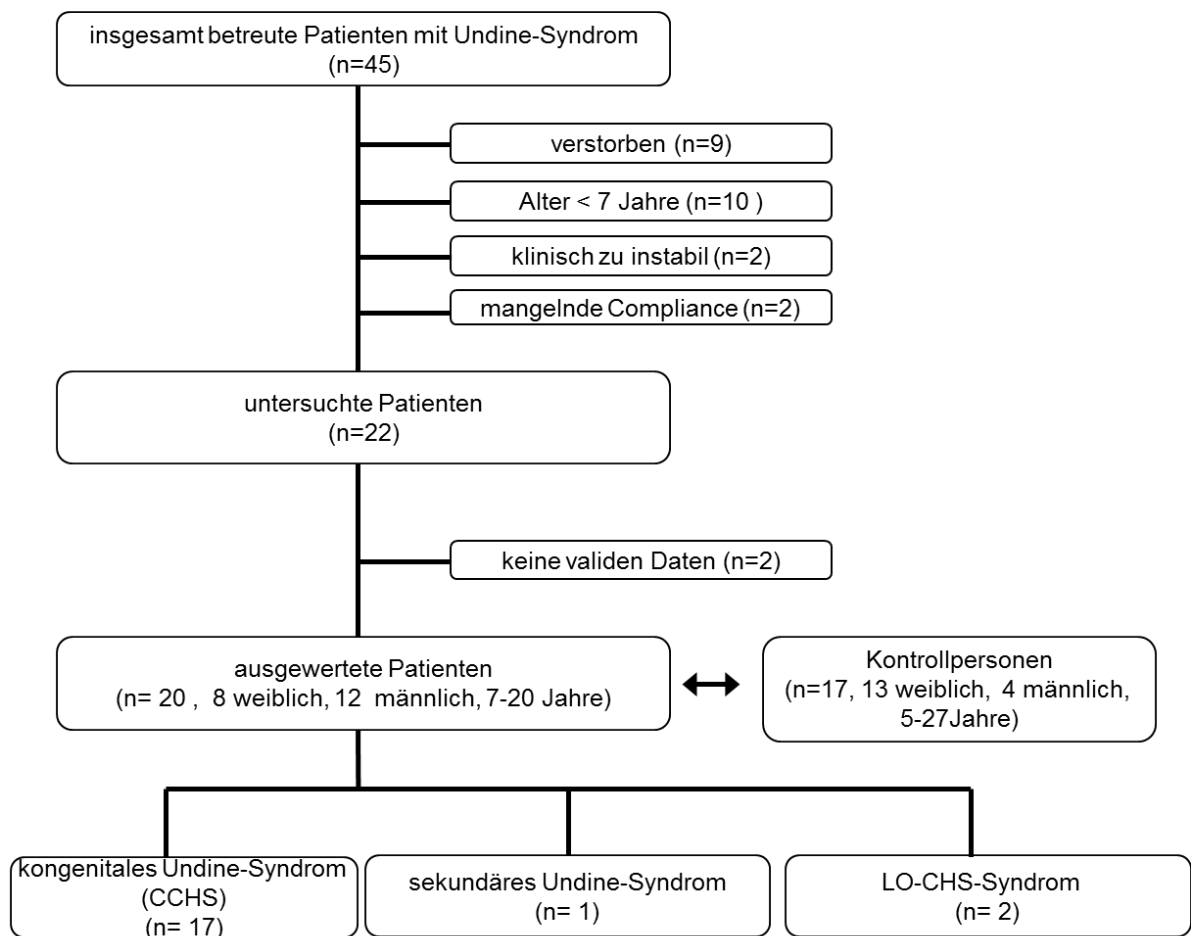 insgesamt betreute Patienten mit Undine-Syndrom
(n=45)
verstorben (n=9)
Alter < 7 Jahre (n=10 )
klinisch zu instabil (n=2)
mangelnde Compliance (n=2)
untersuchte Patienten
(n=22)
keine validen Daten (n=2)
ausgewertete Patienten
(n= 20 , 8 weiblich, 12 männlich, 7-20 Jahre)
Kontrollpersonen
(n=17, 13 weiblich, 4 männlich,
5-27Jahre)
kongenitales Undine-Syndrom
(CCHS)
(n= 17)
sekundäres Undine-Syndrom
(n= 1)
LO-CHS-Syndrom
(n= 2)